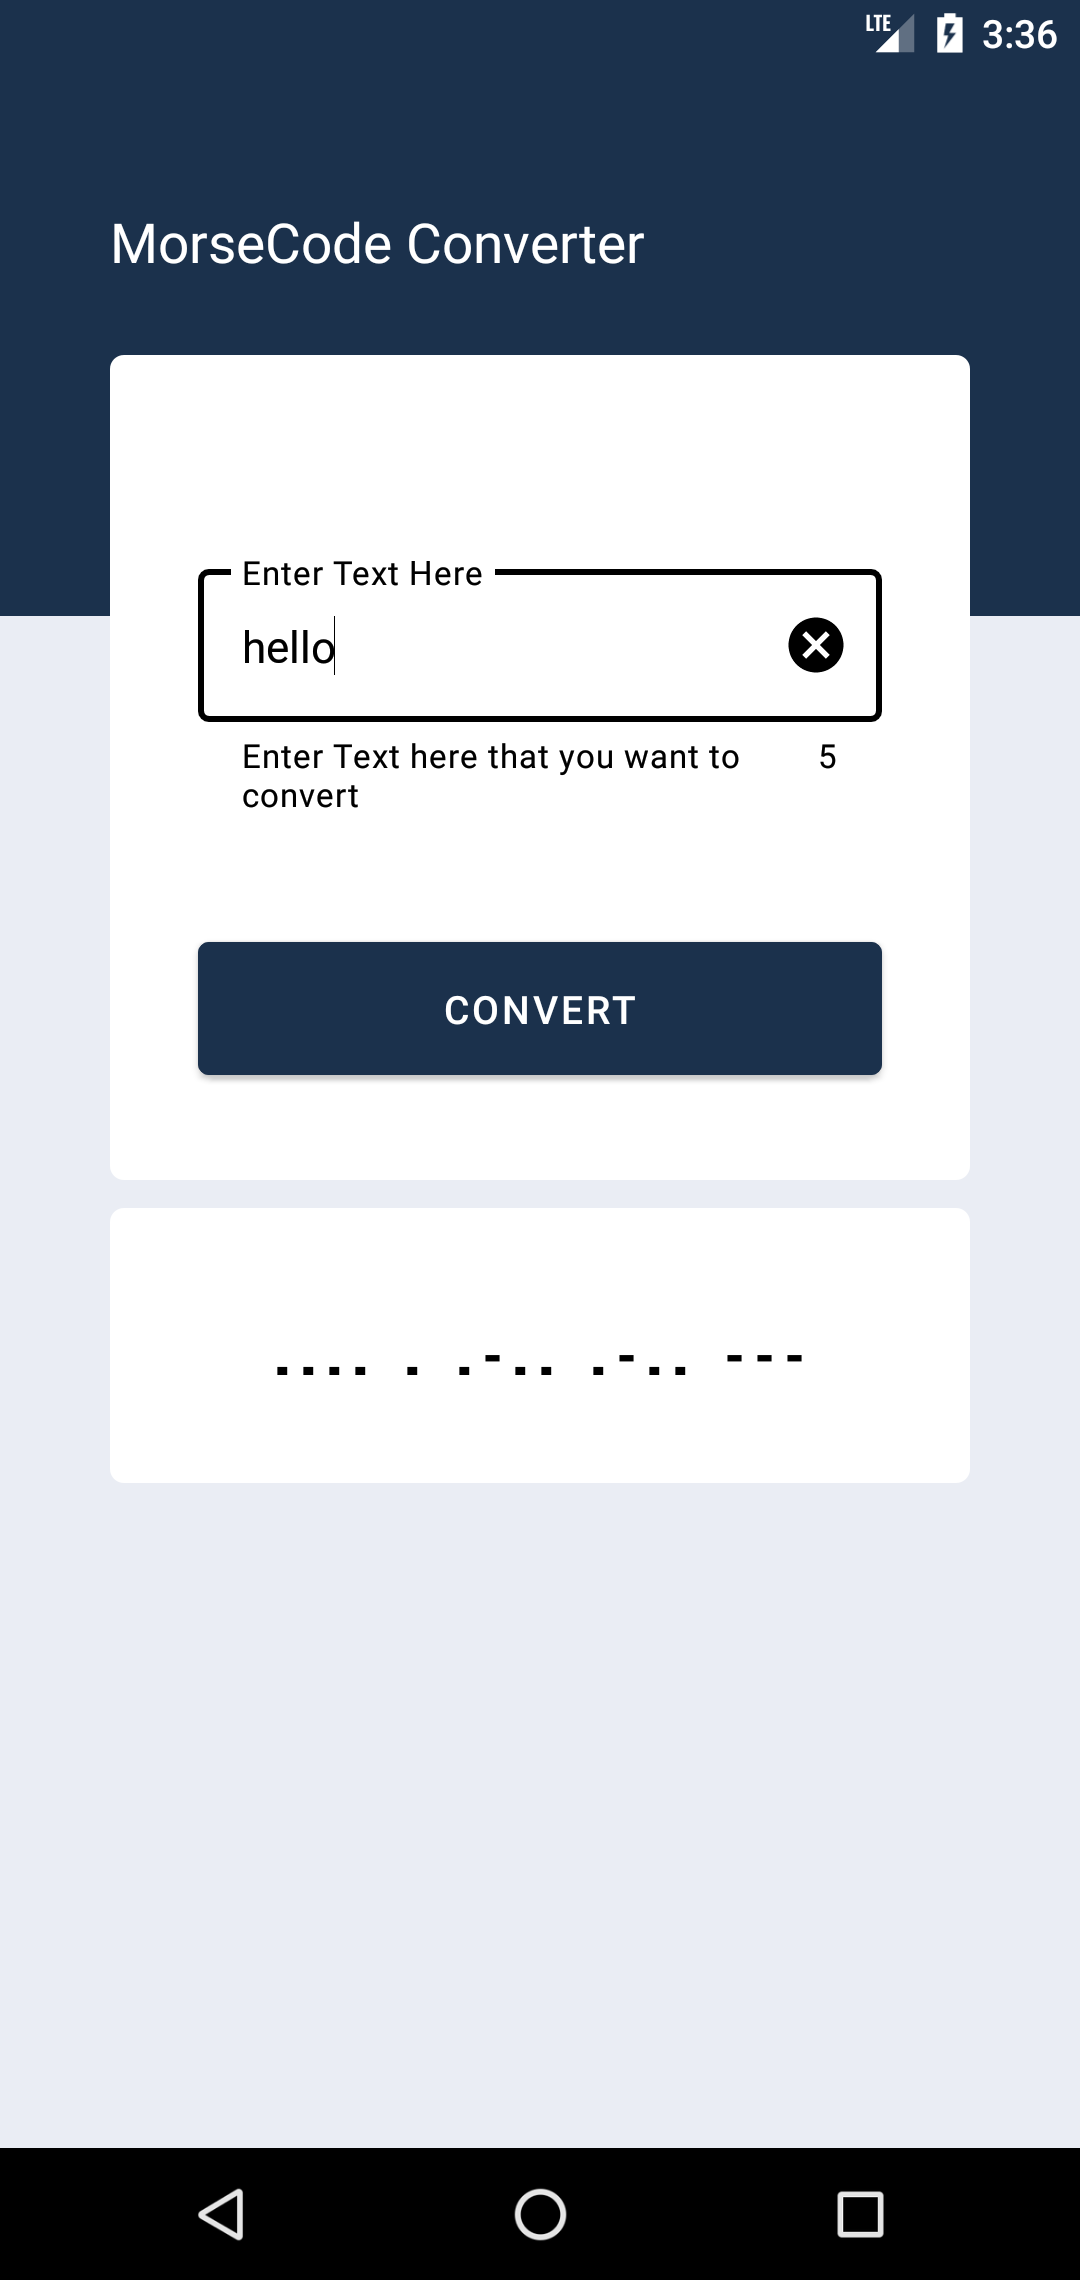 LTE 3:36
MorseCode Converter
Enter Text Here
hello
Enter Text here that you want to 5
convert
CONVERT
.... . .-.. .-.. ---